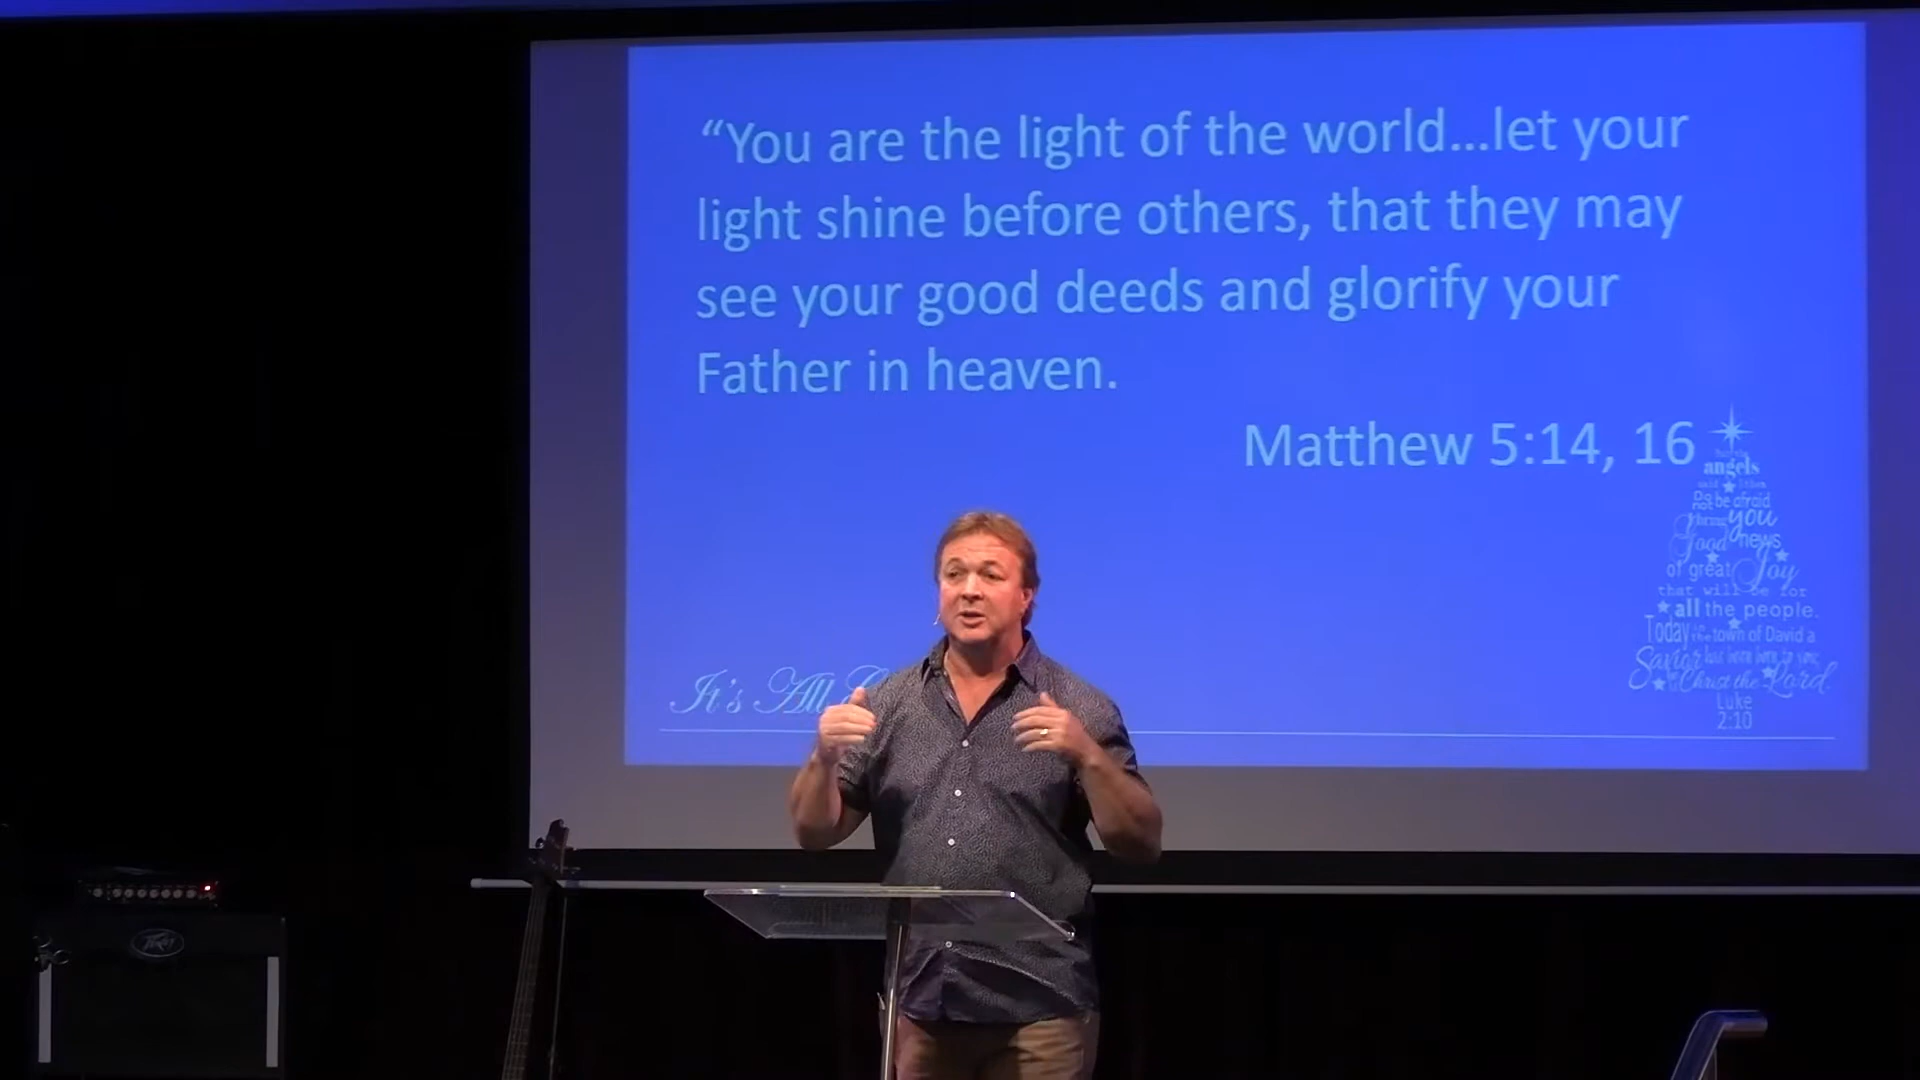 “You are the light of the world...let your
light shine before others, that they may
see your good deeds and glorify your
Father in heaven.
Matthew 5:14, 16
angels
said
Do not be afraid
I bring you
Good news
of great Joy
that will be for
all the people.
Today in the town of David a
Savior has been born to you;
Christ the Lord.
Luke
2:10
It's All
PEAVEY